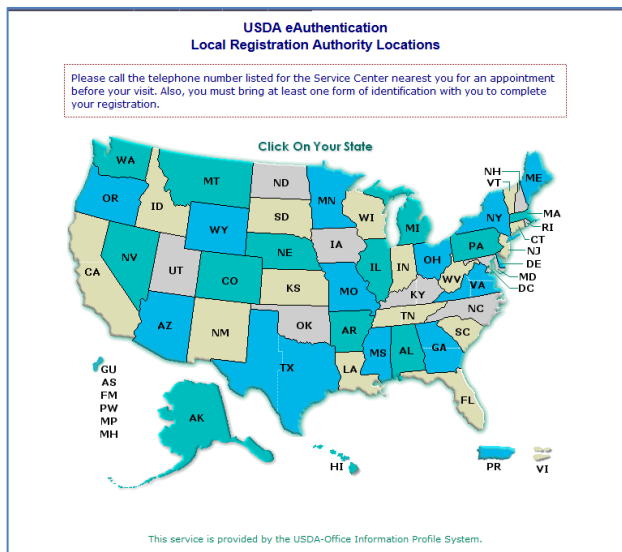 USDA eAuthentication
Local Registration Authority Locations
Please call the telephone number listed for the Service Center nearest you for an appointment
before your visit. Also, you must bring at least one form of identification with you to complete
your registration.
Click On Your State
WA
MT
ND
MN
NH
VT
ME
OR
ID
SD
WI
MI
NY
MA
RI
WY
CT
NJ
NE
IA
PA
DE
MD
DC
NV
UT
CO
IL
IN
OH
WV
VA
CA
KS
MO
KY
NC
AZ
NM
OK
AR
TN
SC
TX
LA
MS
AL
GA
FL
GU
AS
FM
PW
MP
MH
AK
HI
PR
VI
This service is provided by the USDA-Office Information Profile System.